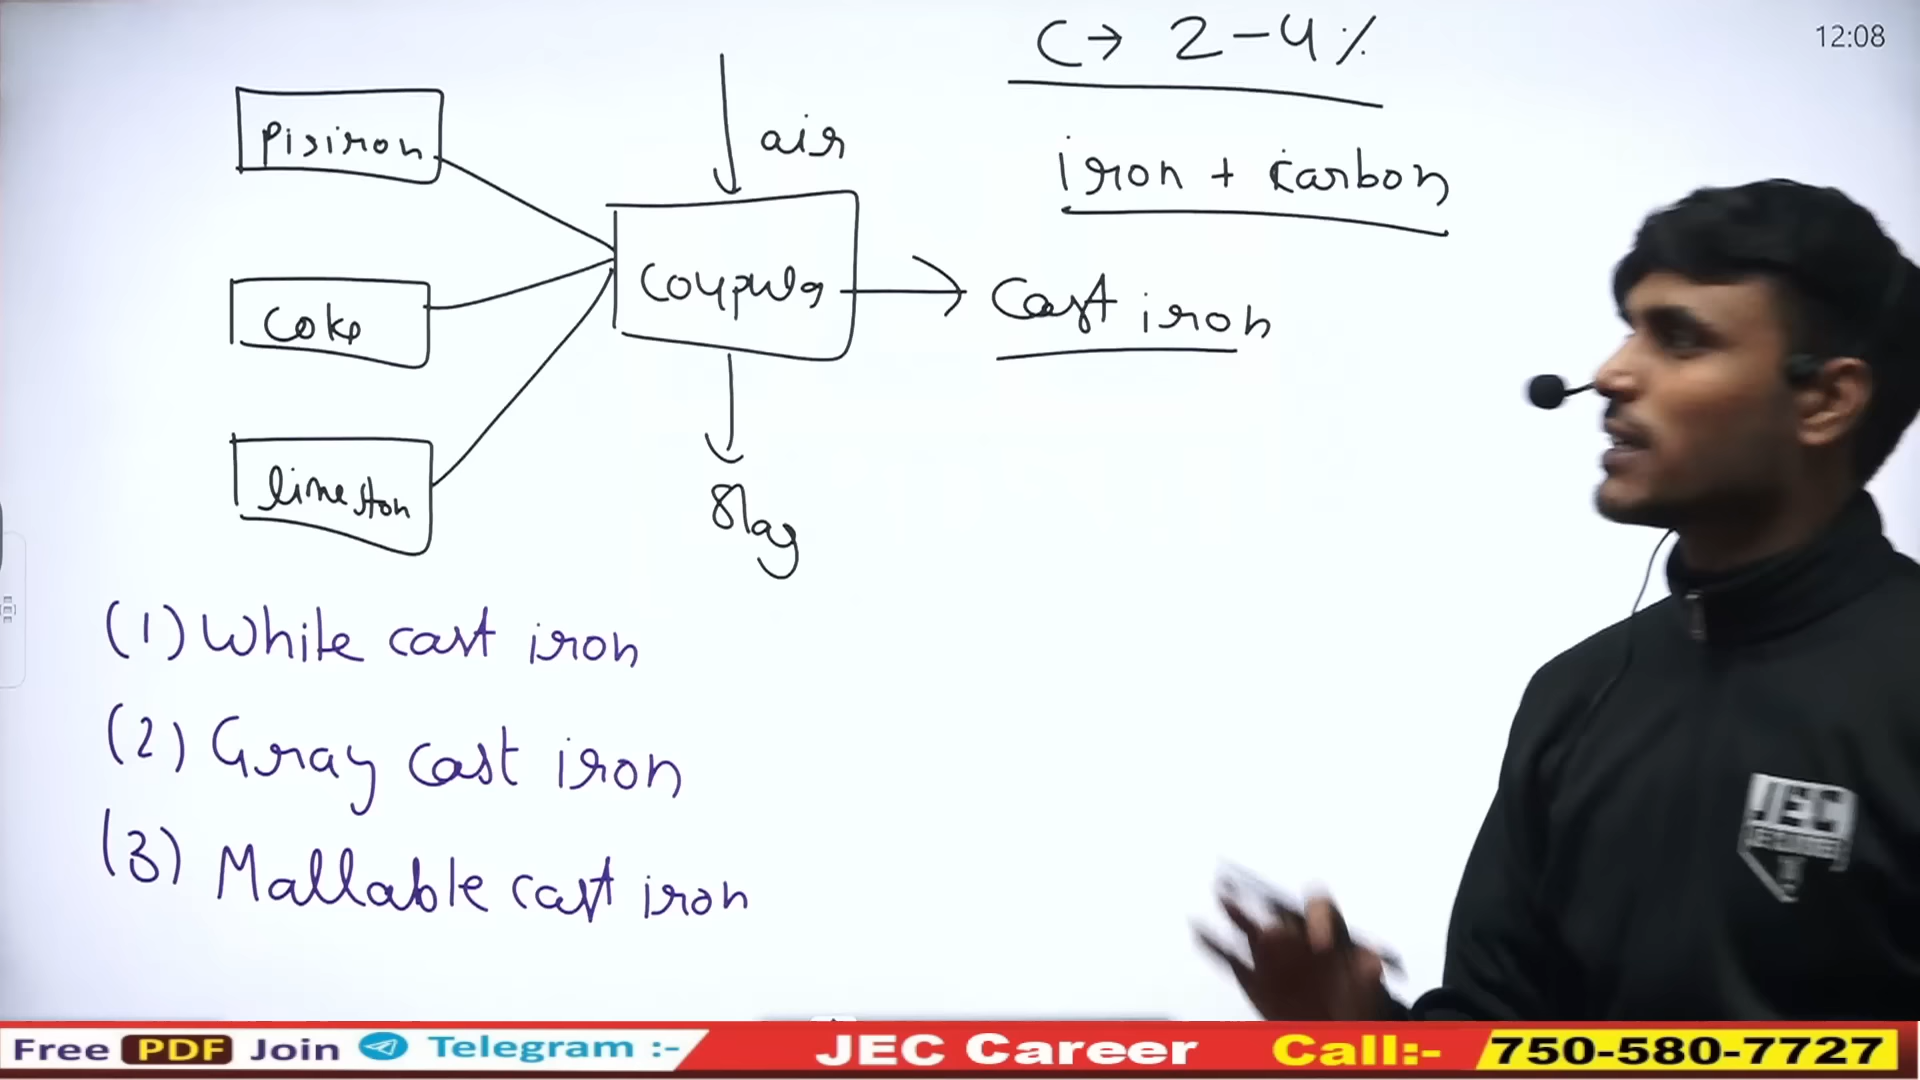 C → 2-4%
12:08
Pigiron
air
iron + carbon
Coupula
Cast iron
Coke
limeston
Slag
(1) White cast iron
(2) Gray cast iron
(3) Mallable cast iron
JEC
Free PDF Join Telegram :- JEC Career Call:- 750-580-7727